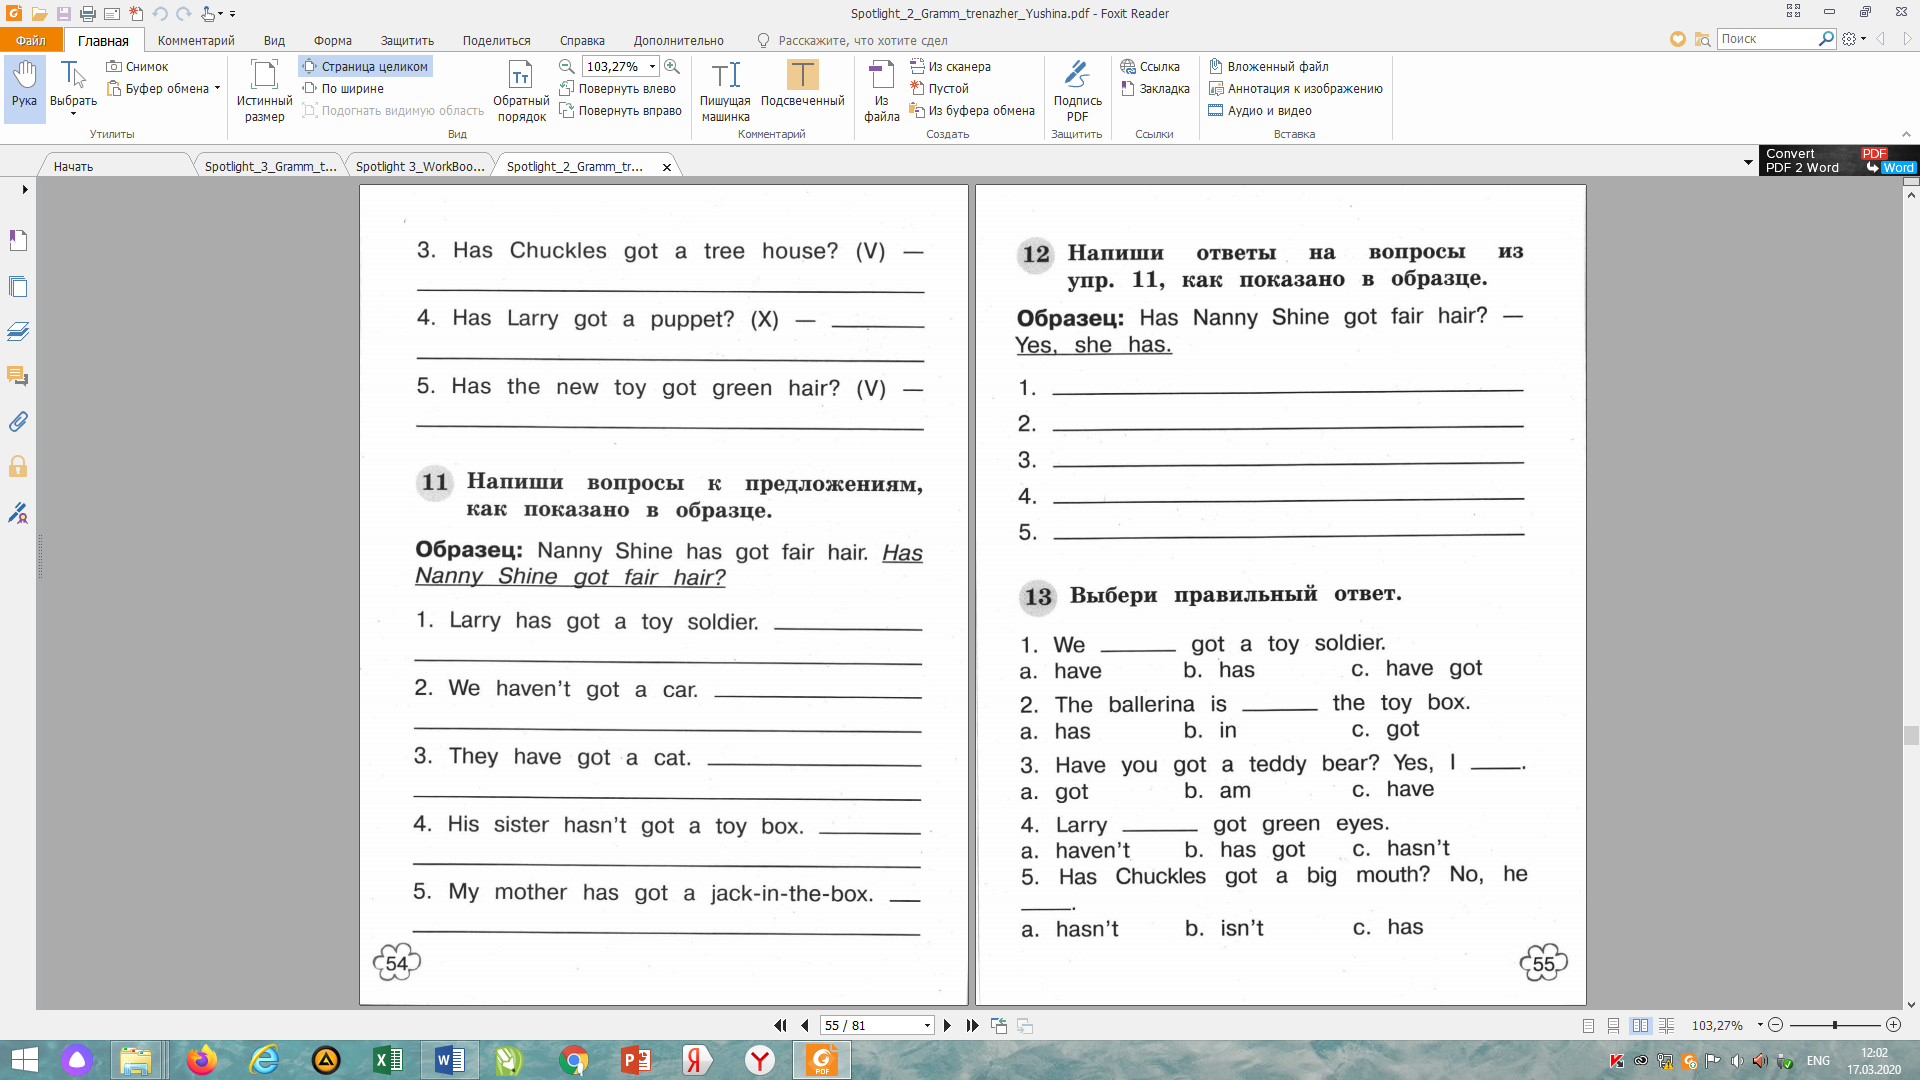 Spotlight_2_Gramm_trenazher_Yushina.pdf - Foxit Reader
Файл Главная Комментарий Вид Форма Защитить Поделиться Справка Дополнительно Расскажите, что хотите сдел Поиск
Рука
Выбрать
Снимок
Буфер обмена
Утилиты
Истинный размер
Страница целиком
По ширине
Подогнать видимую область
Обратный порядок
103,27%
Повернуть влево
Повернуть вправо
Вид
Пишущая машинка
Подсвеченный
Комментарий
Из файла
Из сканера
Пустой
Из буфера обмена
Создать
Подпись PDF
Защитить
Ссылка
Закладка
Ссылки
Вложенный файл
Аннотация к изображению
Аудио и видео
Вставка
Начать Spotlight_3_Gramm_t... Spotlight 3_WorkBoo... Spotlight_2_Gramm_tr...
Convert PDF
PDF 2 Word Word
3. Has Chuckles got a tree house? (V) —
4. Has Larry got a puppet? (X) —
5. Has the new toy got green hair? (V) —
11 Напиши вопросы к предложениям,
как показано в образце.
Образец: Nanny Shine has got fair hair. Has
Nanny Shine got fair hair?
1. Larry has got a toy soldier.
2. We haven't got a car.
3. They have got a cat.
4. His sister hasn't got a toy box.
5. My mother has got a jack-in-the-box.
54
12 Напиши ответы на вопросы из
упр. 11, как показано в образце.
Образец: Has Nanny Shine got fair hair? —
Yes, she has.
1.
2.
3.
4.
5.
13 Выбери правильный ответ.
1. We ____ got a toy soldier.
a. have b. has c. have got
2. The ballerina is ____ the toy box.
a. has b. in c. got
3. Have you got a teddy bear? Yes, I ____.
a. got b. am c. have
4. Larry ____ got green eyes.
a. haven't b. has got c. hasn't
5. Has Chuckles got a big mouth? No, he
____.
a. hasn't b. isn't c. has
55
55 / 81
103,27%
ENG
12:02
17.03.2020